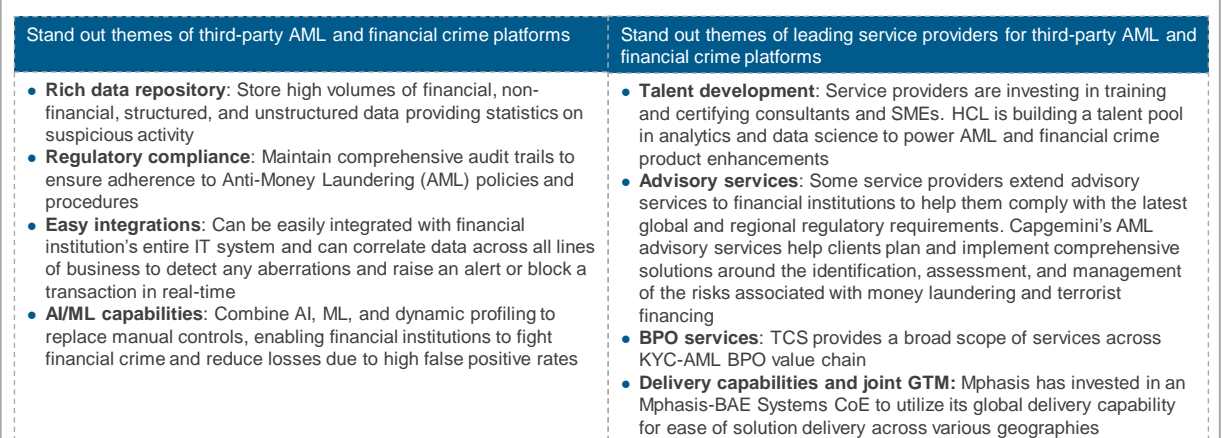 Stand out themes of third-party AML and financial crime platforms
● Rich data repository: Store high volumes of financial, non-
financial, structured, and unstructured data providing statistics on
suspicious activity
● Regulatory compliance: Maintain comprehensive audit trails to
ensure adherence to Anti-Money Laundering (AML) policies and
procedures
● Easy integrations: Can be easily integrated with financial
institution's entire IT system and can correlate data across all lines
of business to detect any aberrations and raise an alert or block a
transaction in real-time
● AI/ML capabilities: Combine AI, ML, and dynamic profiling to
replace manual controls, enabling financial institutions to fight
financial crime and reduce losses due to high false positive rates
Stand out themes of leading service providers for third-party AML and
financial crime platforms
● Talent development: Service providers are investing in training
and certifying consultants and SMEs. HCL is building a talent pool
in analytics and data science to power AML and financial crime
product enhancements
● Advisory services: Some service providers extend advisory
services to financial institutions to help them comply with the latest
global and regional regulatory requirements. Capgemini's AML
advisory services help clients plan and implement comprehensive
solutions around the identification, assessment, and management
of the risks associated with money laundering and terrorist
financing
● BPO services: TCS provides a broad scope of services across
KYC-AML BPO value chain
● Delivery capabilities and joint GTM: Mphasis has invested in an
Mphasis-BAE Systems CoE to utilize its global delivery capability
for ease of solution delivery across various geographies